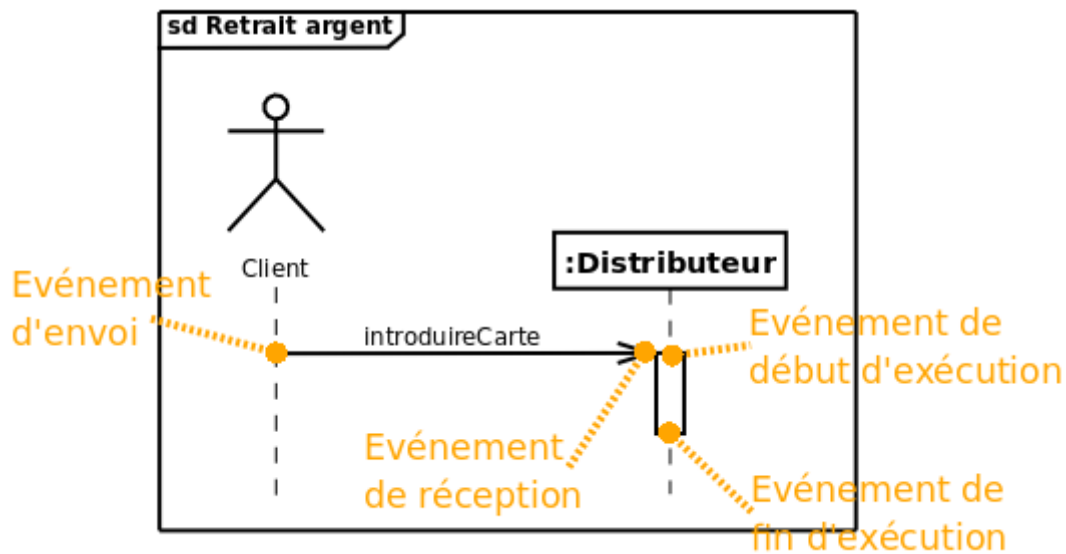 sd Retrait argent
Client
:Distributeur
Evénement
d'envoi
introduireCarte
Evénement de
début d'exécution
Evénement
de réception
Evénement de
fin d'exécution